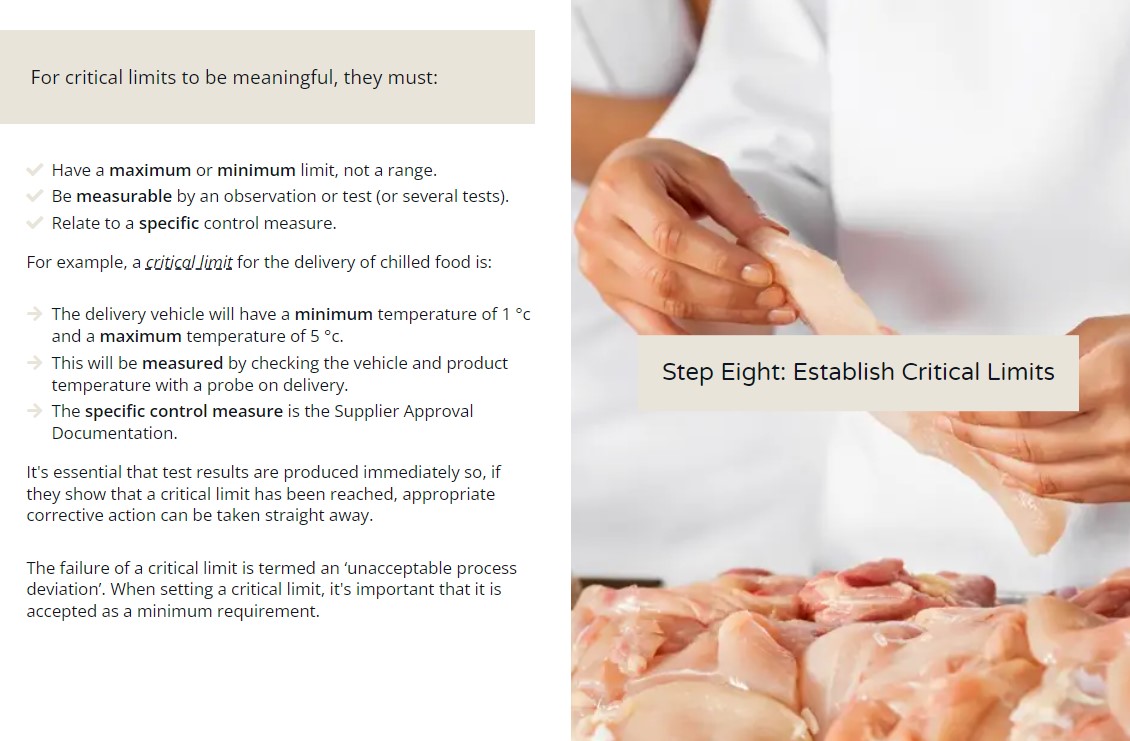 For critical limits to be meaningful, they must:
Have a maximum or minimum limit, not a range.
Be measurable by an observation or test (or several tests).
Relate to a specific control measure.
For example, a critical limit for the delivery of chilled food is:
The delivery vehicle will have a minimum temperature of 1 °c
and a maximum temperature of 5 °c.
This will be measured by checking the vehicle and product
temperature with a probe on delivery.
The specific control measure is the Supplier Approval
Documentation.
It's essential that test results are produced immediately so, if
they show that a critical limit has been reached, appropriate
corrective action can be taken straight away.
The failure of a critical limit is termed an ‘unacceptable process
deviation’. When setting a critical limit, it's important that it is
accepted as a minimum requirement.
Step Eight: Establish Critical Limits